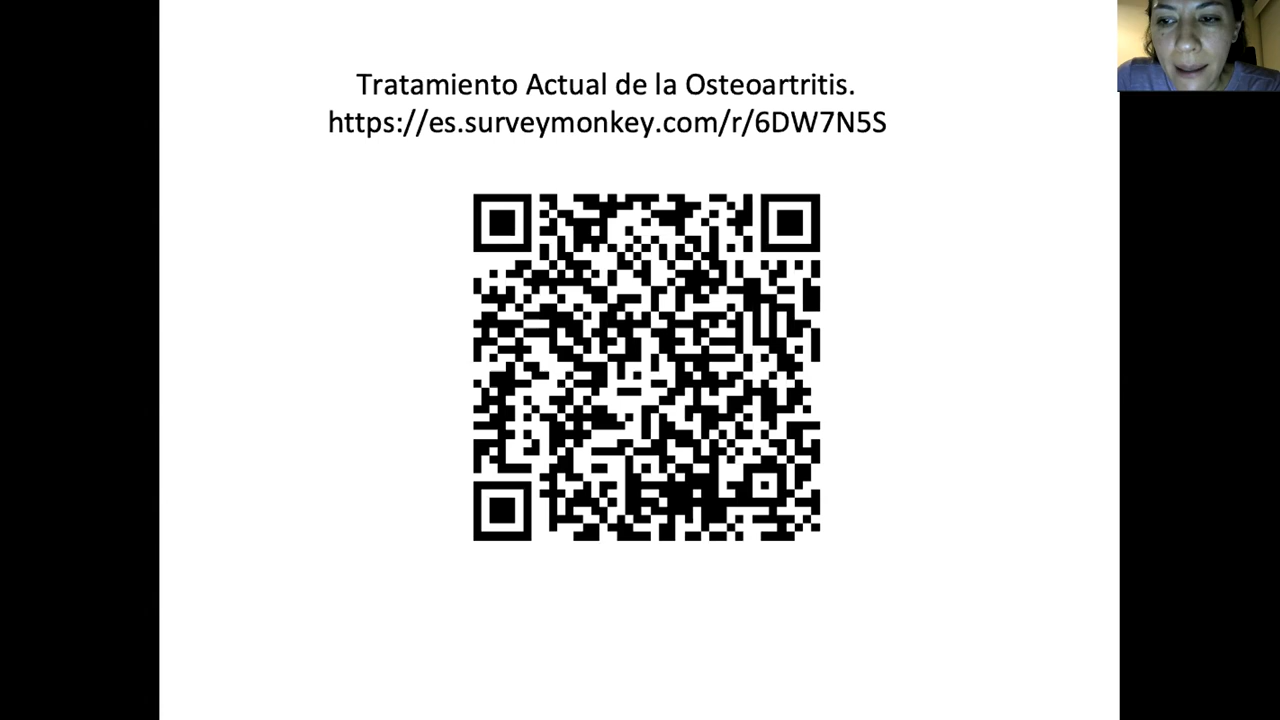 Tratamiento Actual de la Osteoartritis.
https://es.surveymonkey.com/r/6DW7N5S